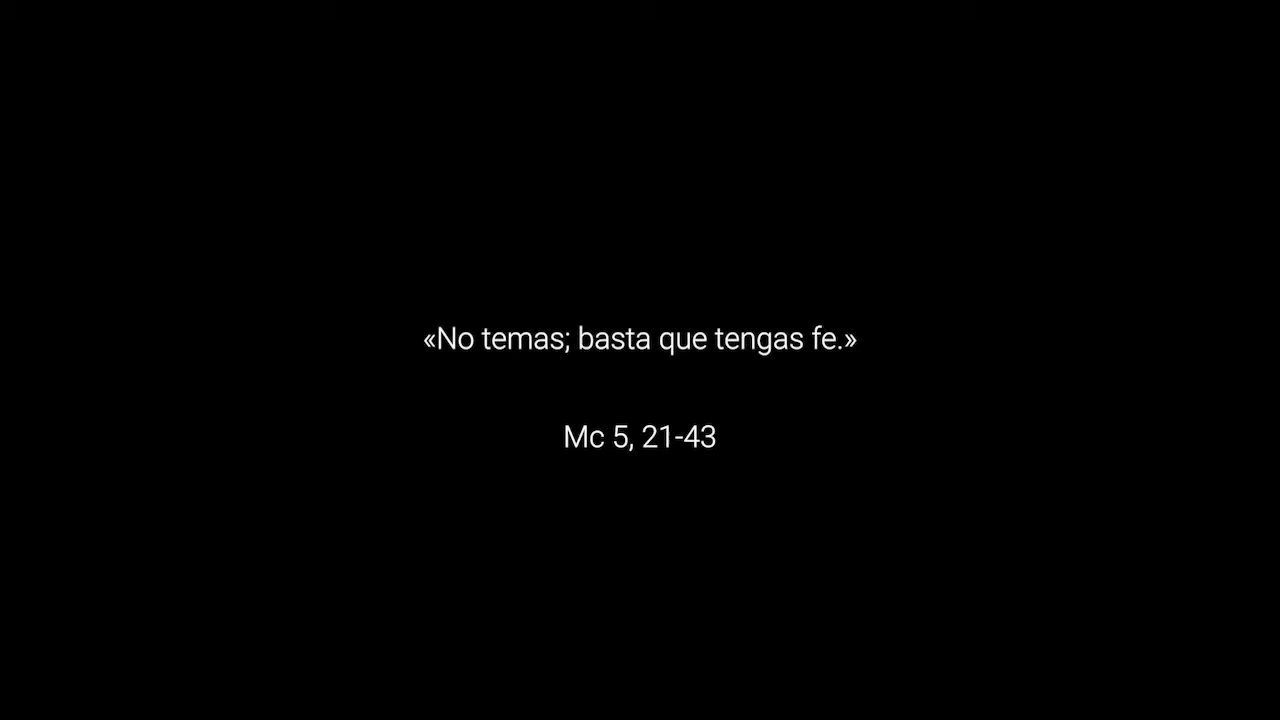 «No temas; basta que tengas fe.»
Mc 5, 21-43